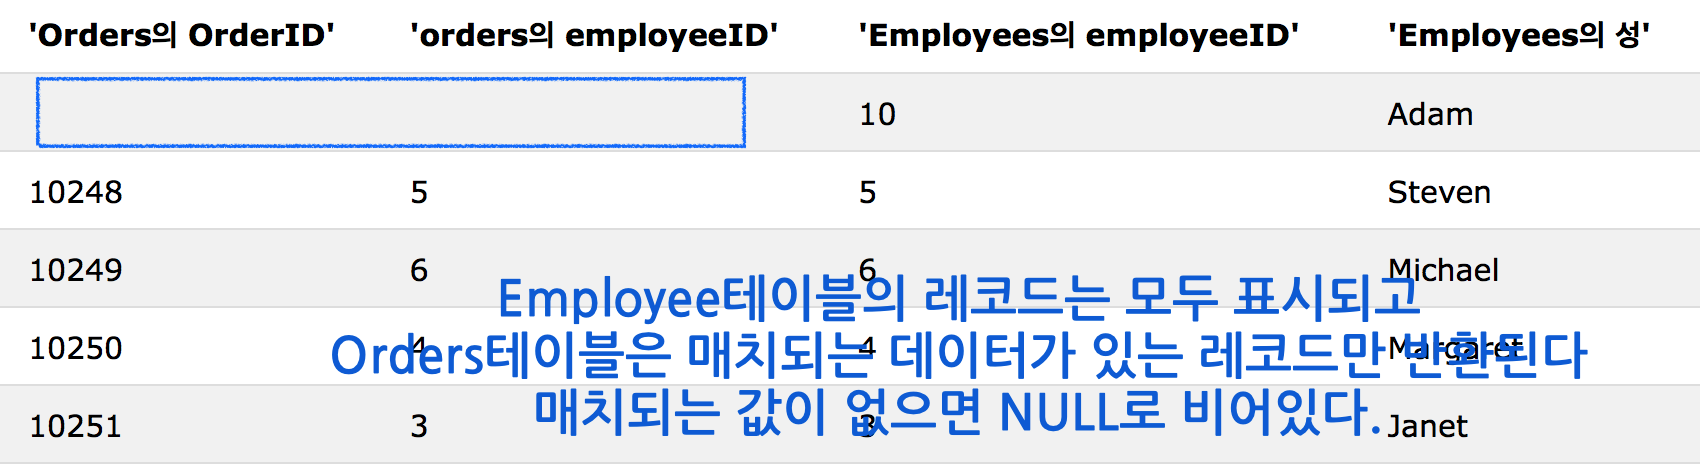 'Orders의 OrderID' 'orders의 employeeID' 'Employees의 employeeID' 'Employees의 성'
10 Adam
10248 5 5 Steven
10249 6 6 Michael
Employee테이블의 레코드는 모두 표시되고
10250 4 4 Margaret
Orders테이블은 매치되는 데이터가 있는 레코드만 반환된다
매치되는 값이 없으면 NULL로 비어있다.
10251 3 3 Janet